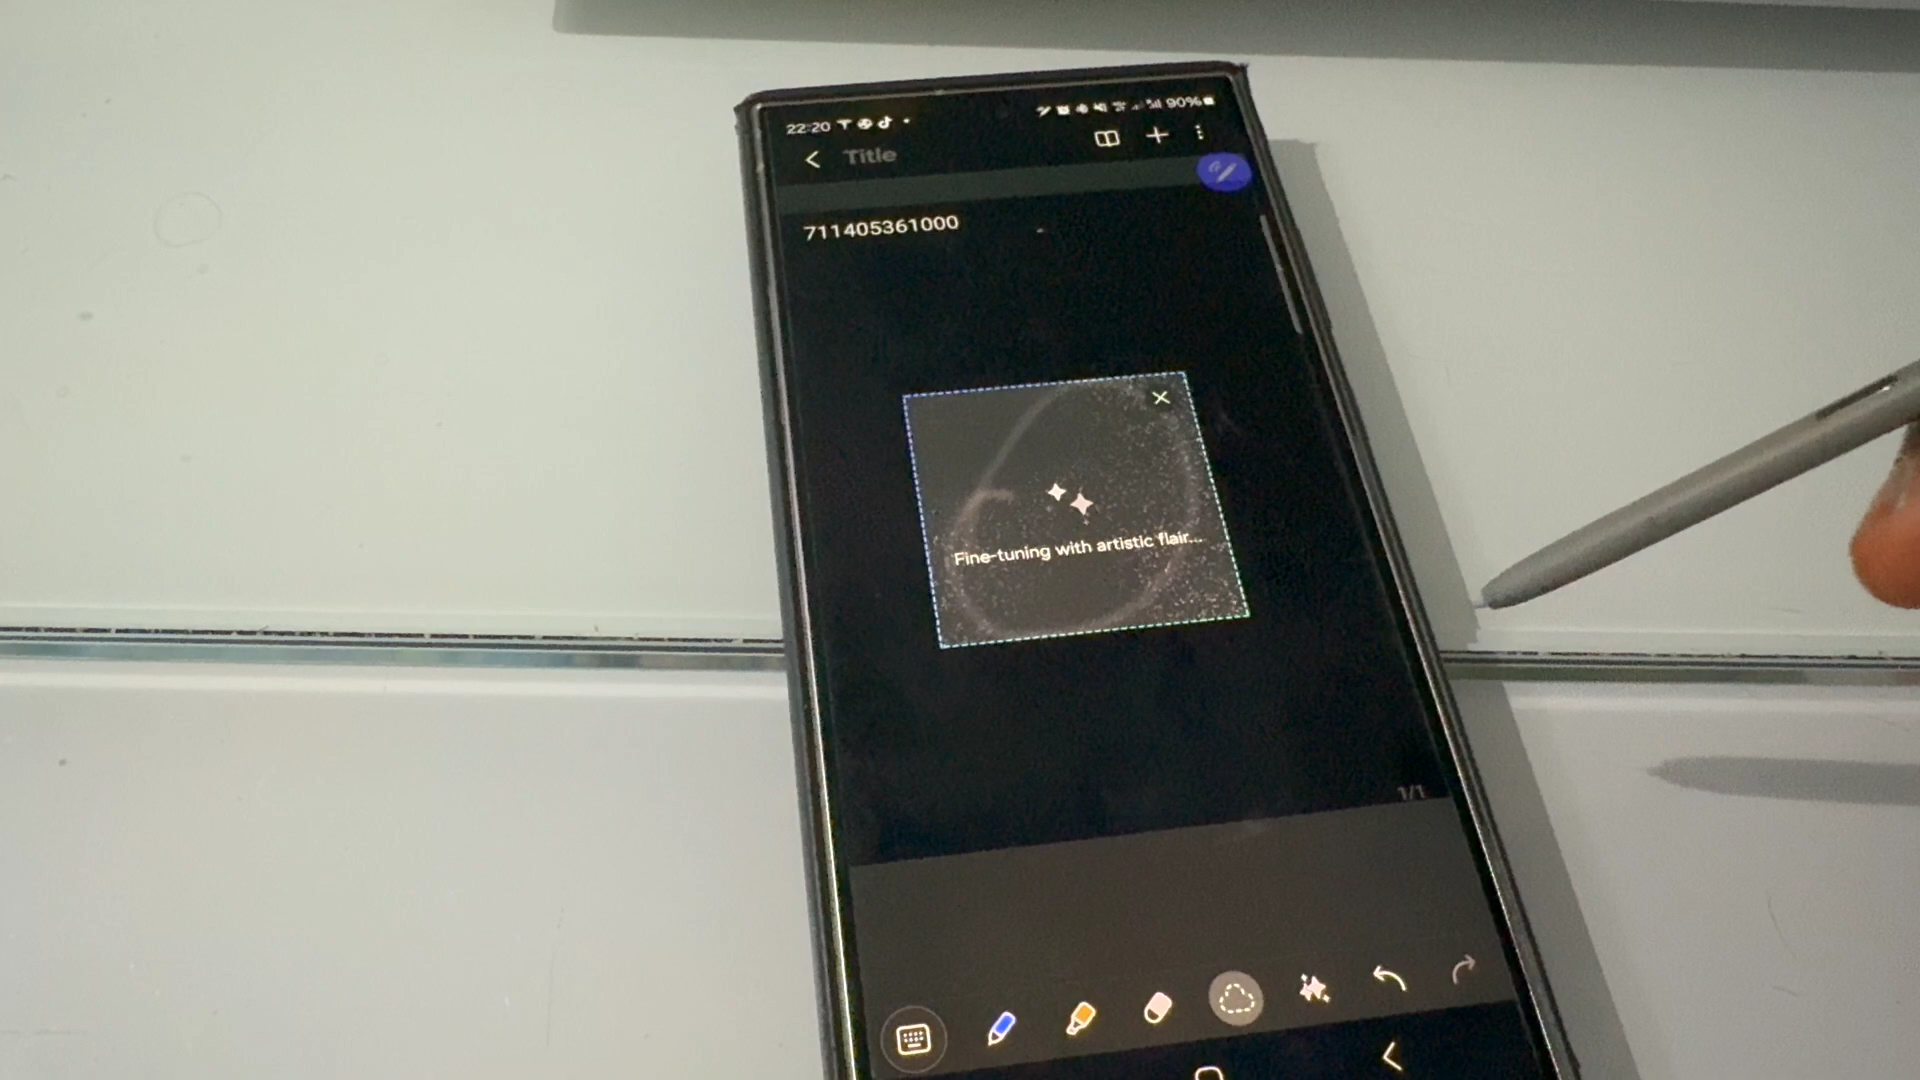 22:20 90%
Title
711405361000
Fine-tuning with artistic flair...
1/1